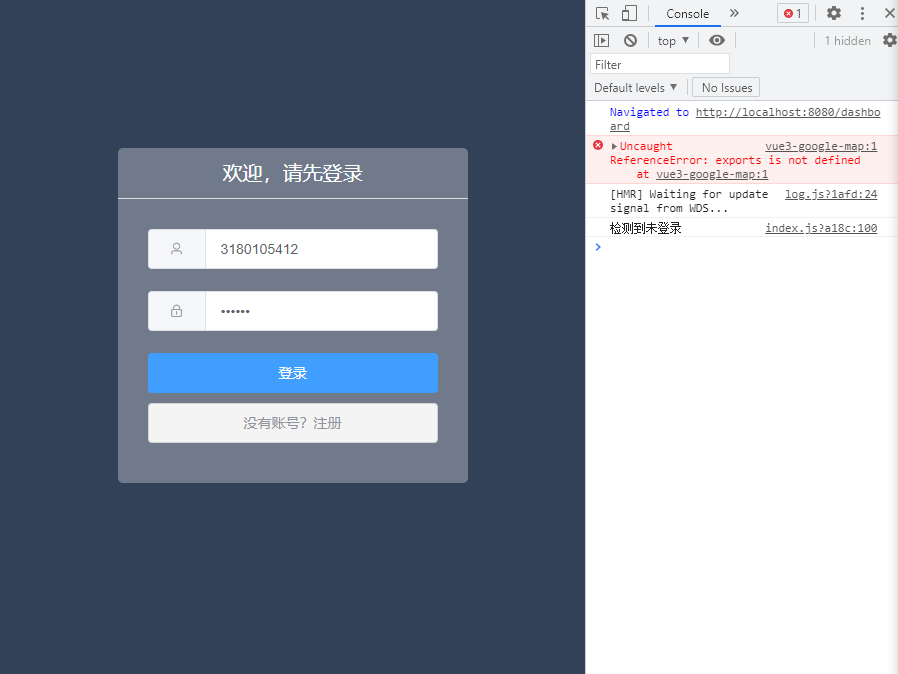 欢迎，请先登录
3180105412
••••••
登录
没有账号？注册
Console
1
top ▼
1 hidden
Filter
Default levels ▼
No Issues
Navigated to http://localhost:8080/dashbo
ard
Uncaught vue3-google-map:1
ReferenceError: exports is not defined
at vue3-google-map:1
[HMR] Waiting for update log.js?1afd:24
signal from WDS...
检测到未登录 index.js?a18c:100